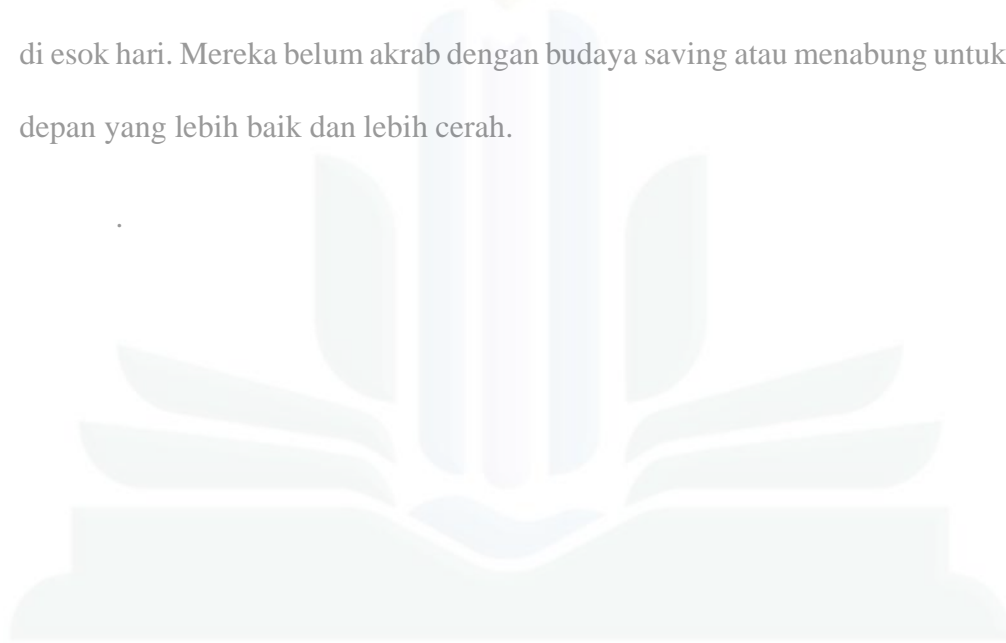 di esok hari. Mereka belum akrab dengan budaya saving atau menabung untuk
depan yang lebih baik dan lebih cerah.
.